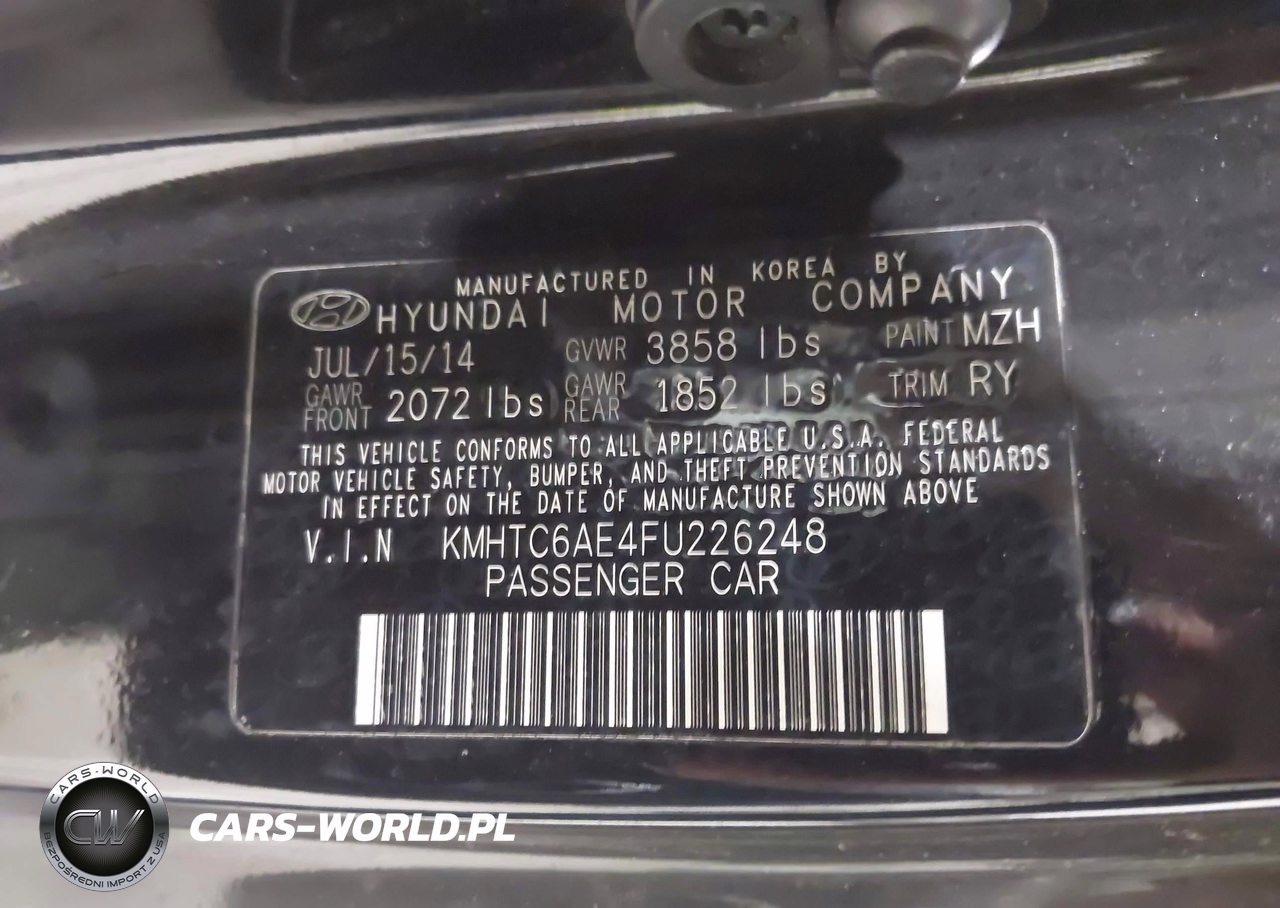 MANUFACTURED IN KOREA BY
HYUNDAI MOTOR COMPANY
JUL/15/14 GVWR 3858 lbs PAINT MZH
GAWR FRONT 2072 lbs GAWR REAR 1852 lbs TRIM RY
THIS VEHICLE CONFORMS TO ALL APPLICABLE U.S.A. FEDERAL
MOTOR VEHICLE SAFETY, BUMPER, AND THEFT PREVENTION STANDARDS
IN EFFECT ON THE DATE OF MANUFACTURE SHOWN ABOVE
V.I.N KMHTC6AE4FU226248
PASSENGER CAR
CARS-WORLD
CW
BEZPOŚREDNI IMPORT Z USA
CARS-WORLD.PL